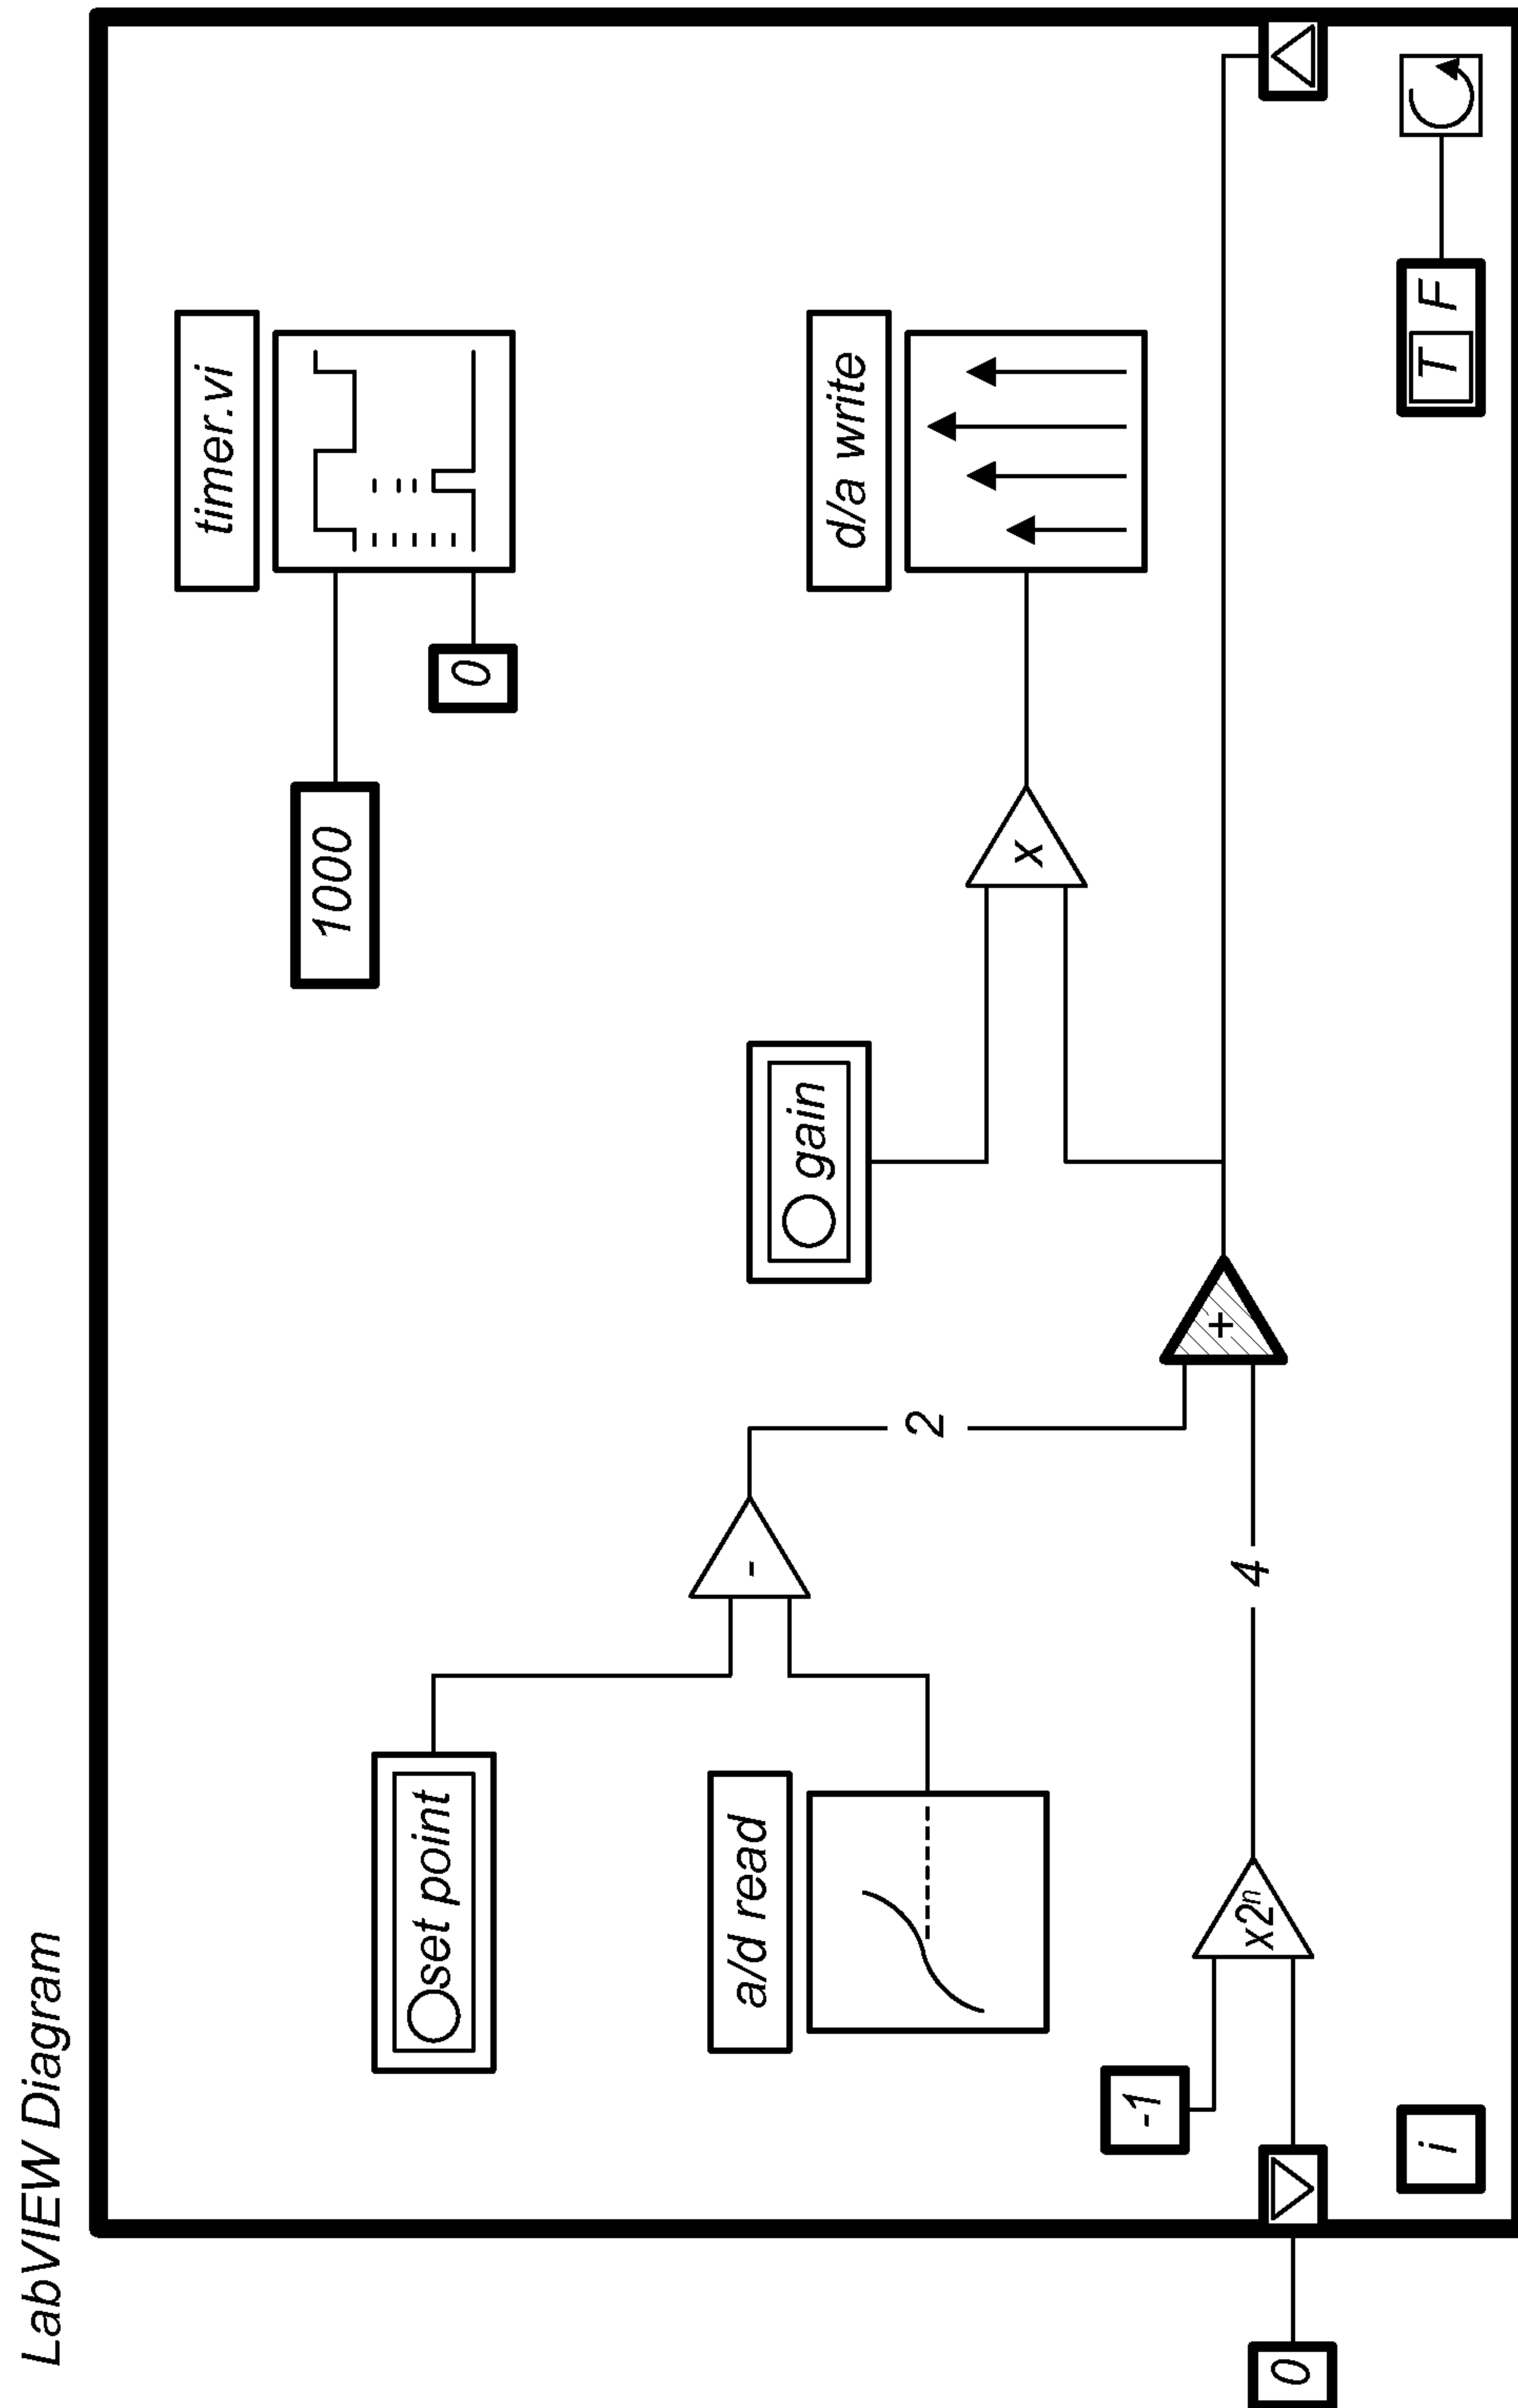 LabVIEW Diagram
timer.vi
1000
0
set point
a/d read
-
2
gain
x
d/a write
-1
x2ⁿ
4
+
0
i
T F